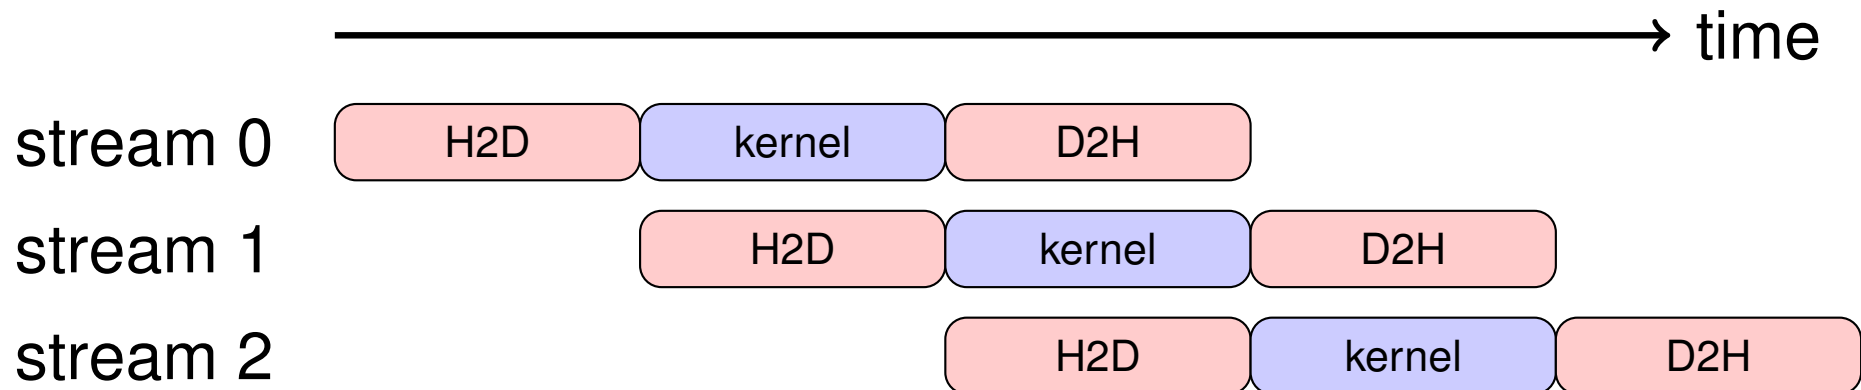 time
stream 0 H2D kernel D2H
stream 1 H2D kernel D2H
stream 2 H2D kernel D2H